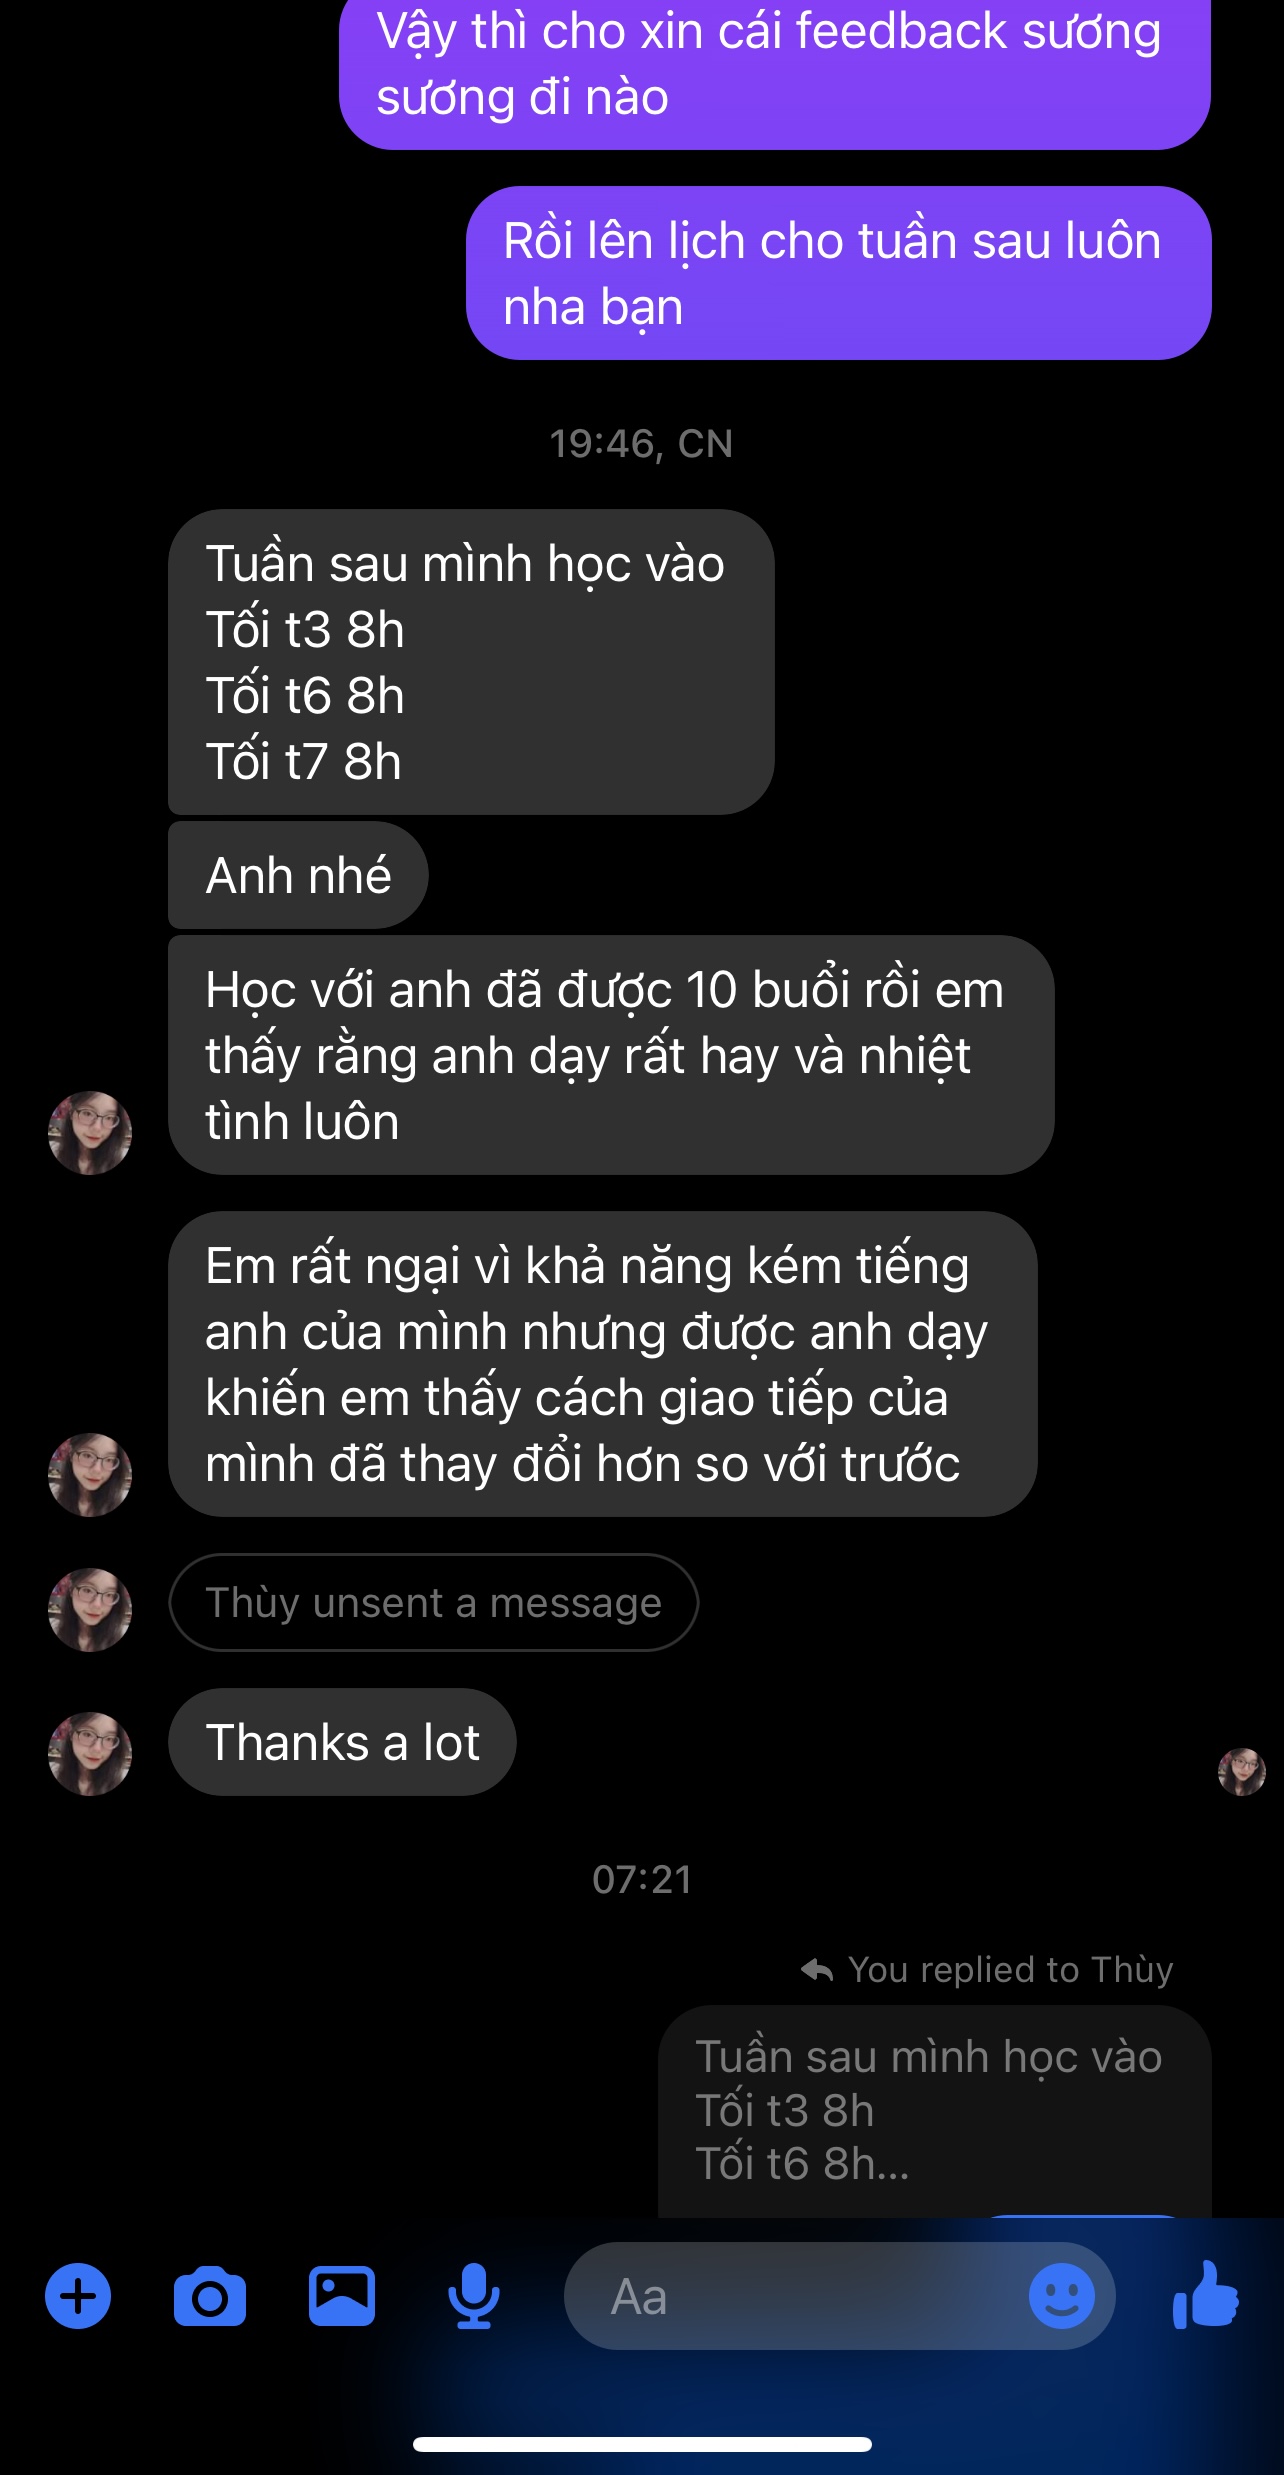 Vậy thì cho xin cái feedback sương
sương đi nào
Rồi lên lịch cho tuần sau luôn
nha bạn
19:46, CN
Tuần sau mình học vào
Tối t3 8h
Tối t6 8h
Tối t7 8h
Anh nhé
Học với anh đã được 10 buổi rồi em
thấy rằng anh dạy rất hay và nhiệt
tình luôn
Em rất ngại vì khả năng kém tiếng
anh của mình nhưng được anh dạy
khiến em thấy cách giao tiếp của
mình đã thay đổi hơn so với trước
Thùy unsent a message
Thanks a lot
07:21
You replied to Thùy
Tuần sau mình học vào
Tối t3 8h
Tối t6 8h...
Aa